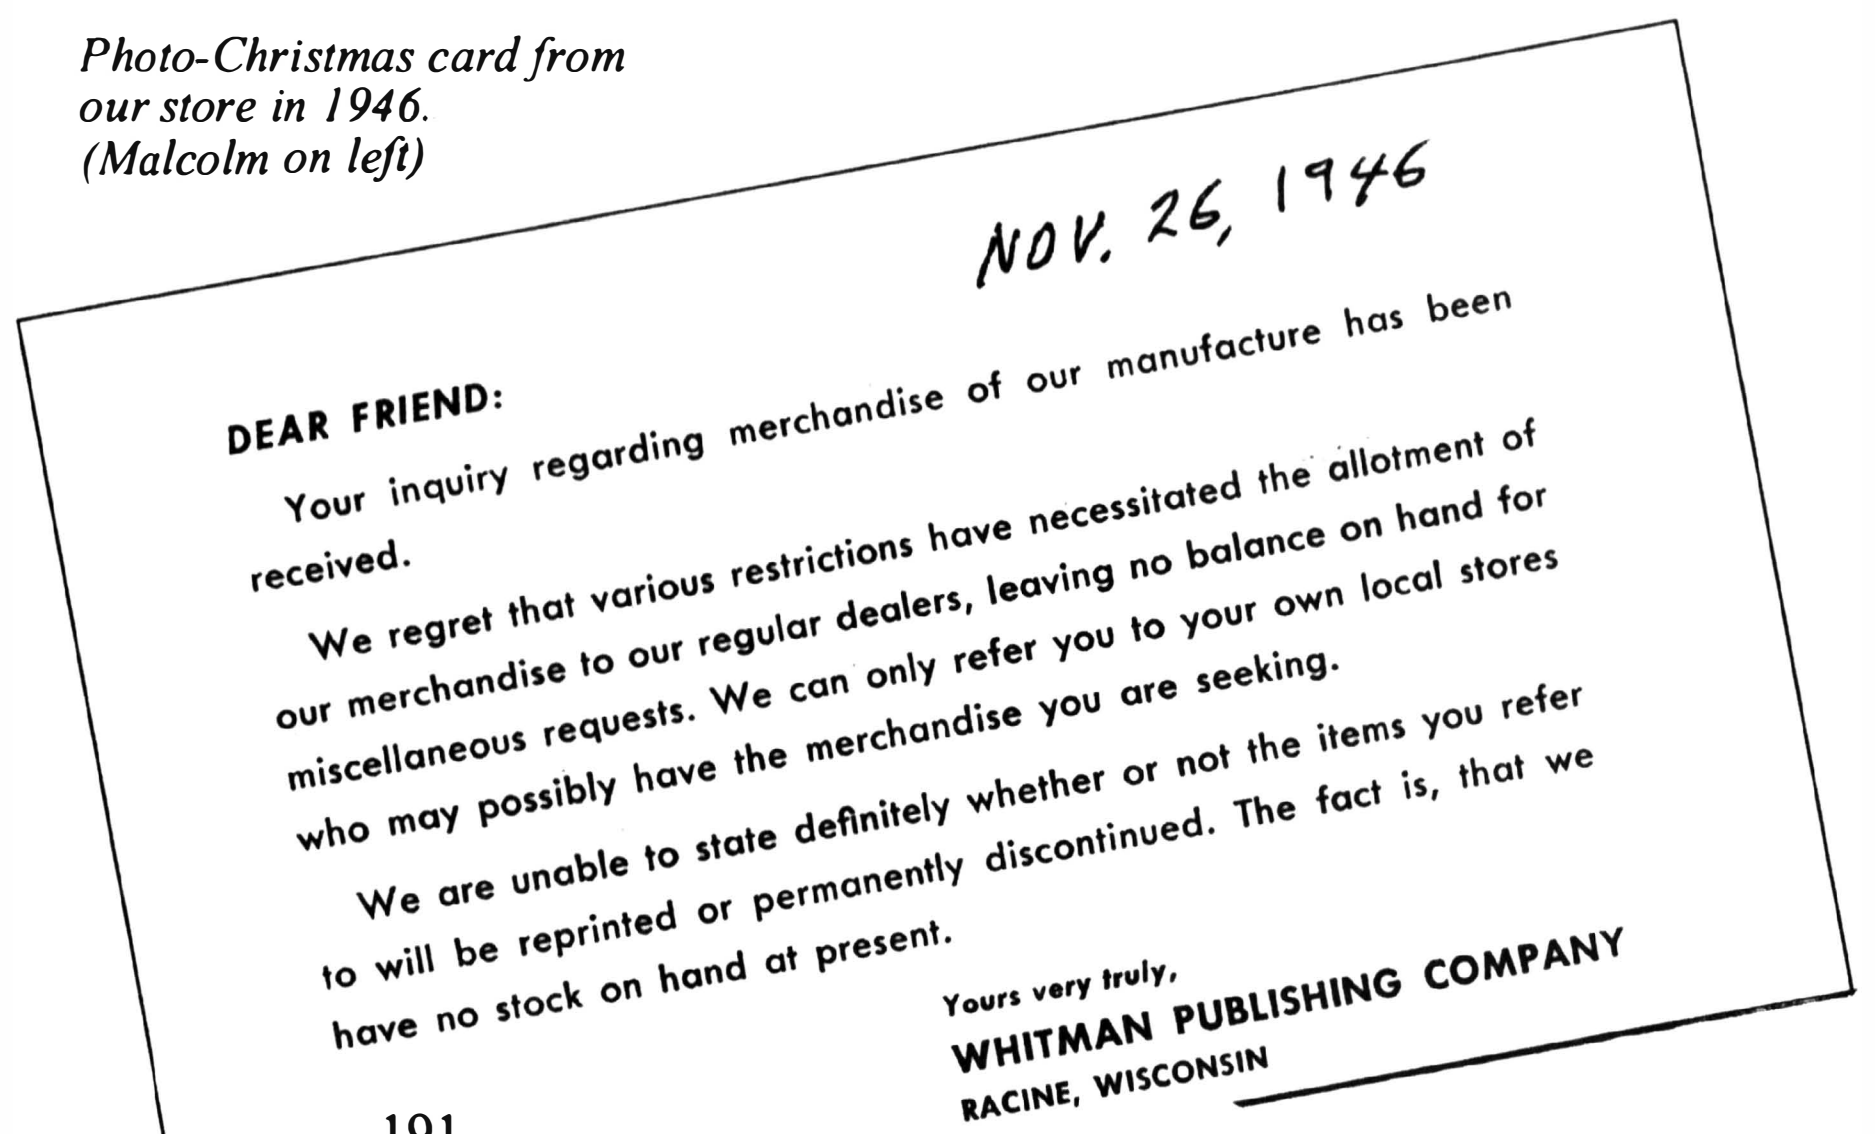 Photo-Christmas card from
our store in 1946.
(Malcolm on left)
NOV. 26, 1946
DEAR FRIEND:
Your inquiry regarding merchandise of our manufacture has been
received.
We regret that various restrictions have necessitated the allotment of
our merchandise to our regular dealers, leaving no balance on hand for
miscellaneous requests. We can only refer you to your own local stores
who may possibly have the merchandise you are seeking.
We are unable to state definitely whether or not the items you refer
to will be reprinted or permanently discontinued. The fact is, that we
have no stock on hand at present.
Yours very truly,
WHITMAN PUBLISHING COMPANY
RACINE, WISCONSIN
191